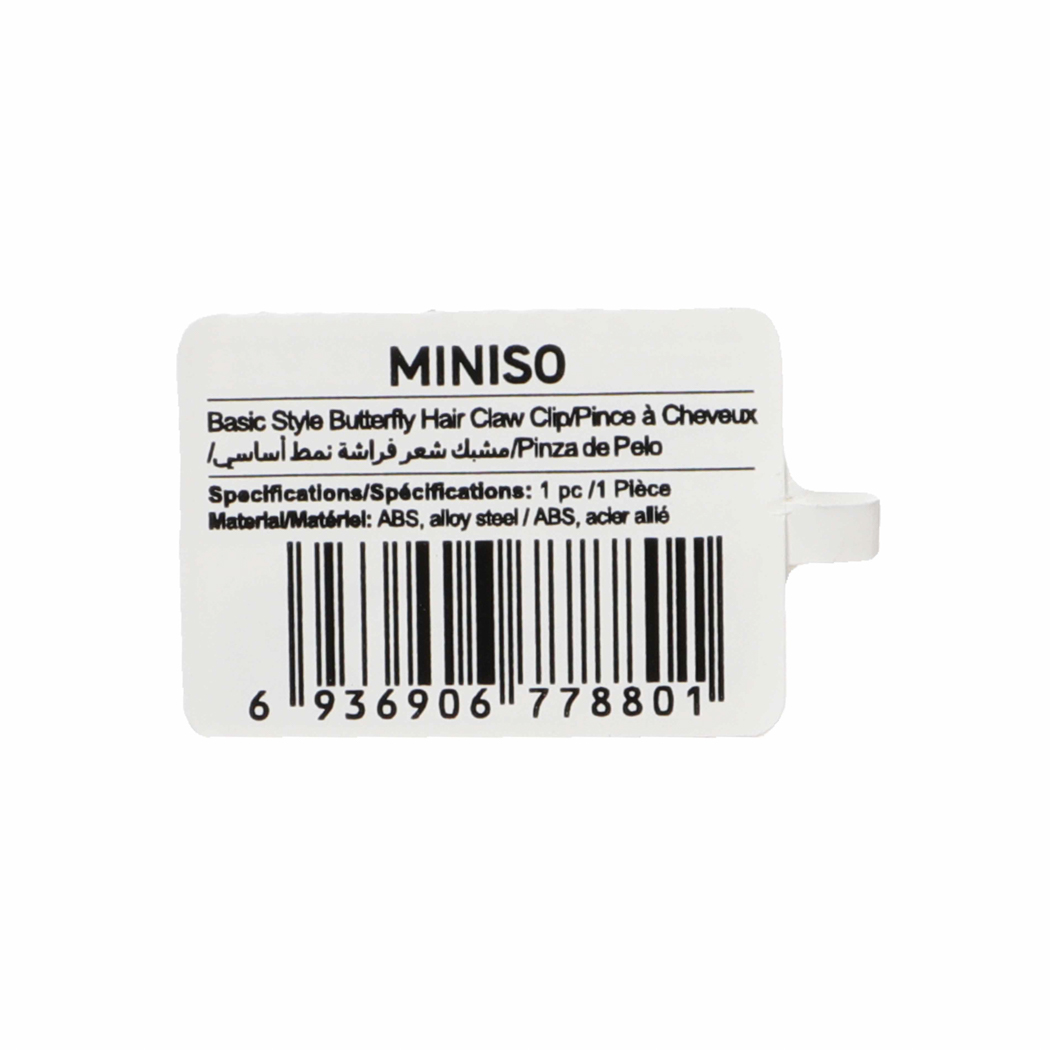 MINISO
Basic Style Butterfly Hair Claw Clip/Pince à Cheveux
/مشبك شعر فراشة نمط أساسي/Pinza de Pelo
Specifications/Spécifications: 1 pc /1 Pièce
Material/Matériel: ABS, alloy steel / ABS, acier allié
6 936906 778801